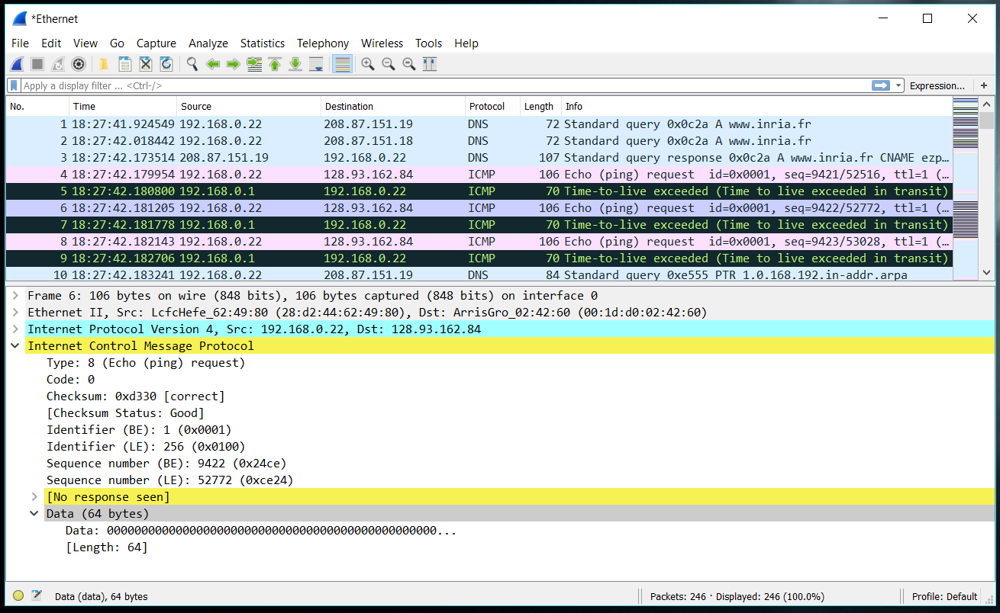 *Ethernet
File Edit View Go Capture Analyze Statistics Telephony Wireless Tools Help
Apply a display filter ... <Ctrl-/> Expression... +
No. Time Source Destination Protocol Length Info
1 18:27:41.924549 192.168.0.22 208.87.151.19 DNS 72 Standard query 0x0c2a A www.inria.fr
2 18:27:42.018442 192.168.0.22 208.87.151.18 DNS 72 Standard query 0x0c2a A www.inria.fr
3 18:27:42.173514 208.87.151.19 192.168.0.22 DNS 107 Standard query response 0x0c2a A www.inria.fr CNAME ezp…
4 18:27:42.179954 192.168.0.22 128.93.162.84 ICMP 106 Echo (ping) request id=0x0001, seq=9421/52516, ttl=1 (…
5 18:27:42.180800 192.168.0.1 192.168.0.22 ICMP 70 Time-to-live exceeded (Time to live exceeded in transit)
6 18:27:42.181205 192.168.0.22 128.93.162.84 ICMP 106 Echo (ping) request id=0x0001, seq=9422/52772, ttl=1 (…
7 18:27:42.181778 192.168.0.1 192.168.0.22 ICMP 70 Time-to-live exceeded (Time to live exceeded in transit)
8 18:27:42.182143 192.168.0.22 128.93.162.84 ICMP 106 Echo (ping) request id=0x0001, seq=9423/53028, ttl=1 (…
9 18:27:42.182706 192.168.0.1 192.168.0.22 ICMP 70 Time-to-live exceeded (Time to live exceeded in transit)
10 18:27:42.183241 192.168.0.22 208.87.151.19 DNS 84 Standard query 0xe555 PTR 1.0.168.192.in-addr.arpa
Frame 6: 106 bytes on wire (848 bits), 106 bytes captured (848 bits) on interface 0
Ethernet II, Src: LcfcHefe_62:49:80 (28:d2:44:62:49:80), Dst: ArrisGro_02:42:60 (00:1d:d0:02:42:60)
Internet Protocol Version 4, Src: 192.168.0.22, Dst: 128.93.162.84
Internet Control Message Protocol
Type: 8 (Echo (ping) request)
Code: 0
Checksum: 0xd330 [correct]
[Checksum Status: Good]
Identifier (BE): 1 (0x0001)
Identifier (LE): 256 (0x0100)
Sequence number (BE): 9422 (0x24ce)
Sequence number (LE): 52772 (0xce24)
[No response seen]
Data (64 bytes)
Data: 000000000000000000000000000000000000000000000000...
[Length: 64]
Data (data), 64 bytes Packets: 246 · Displayed: 246 (100.0%) Profile: Default